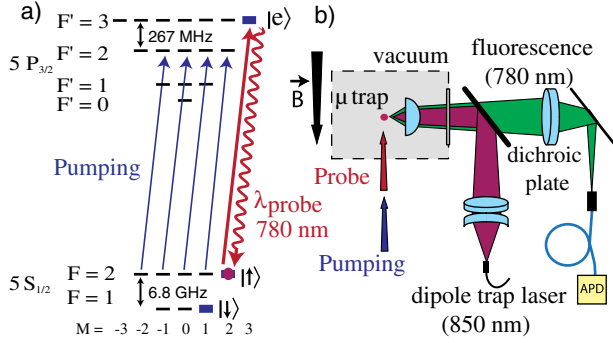 a)
F' = 3
|e⟩
267 MHz
5 P3/2
F' = 2
F' = 1
F' = 0
Pumping
λprobe
780 nm
5 S1/2
F = 2
|↑⟩
6.8 GHz
F = 1
|↓⟩
M = -3 -2 -1 0 1 2 3
b)
fluorescence
(780 nm)
vacuum
B
μ trap
dichroic
plate
Probe
Pumping
APD
dipole trap laser
(850 nm)